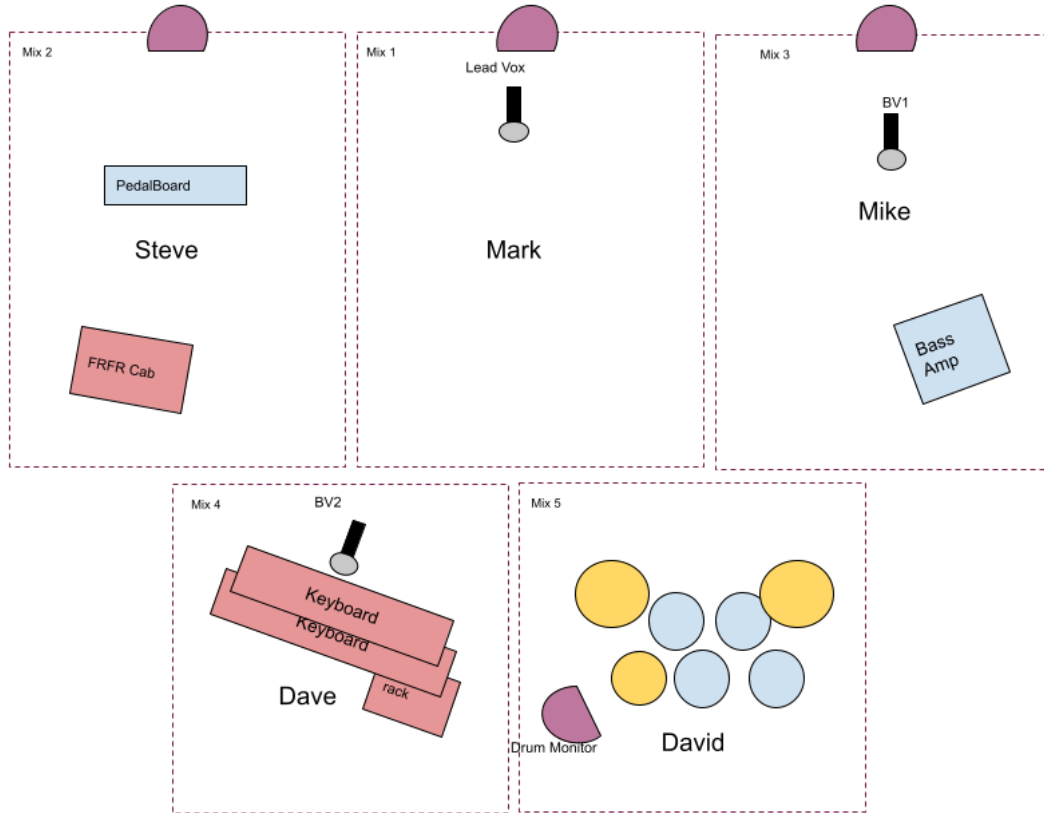 Mix 2
Mix 1
Mix 3
Lead Vox
BV1
PedalBoard
Steve
Mark
Mike
FRFR Cab
Bass
Amp
Mix 4
BV2
Mix 5
Keyboard
Keyboard
rack
Dave
Drum Monitor
David